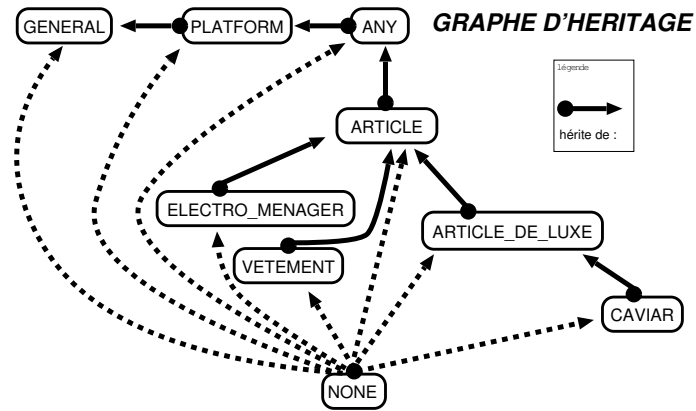 GENERAL
PLATFORM
ANY
GRAPHE D'HERITAGE
légende
hérite de :
ARTICLE
ELECTRO_MENAGER
ARTICLE_DE_LUXE
VETEMENT
CAVIAR
NONE